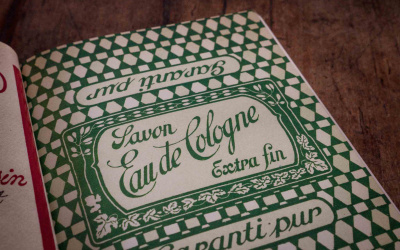 Garanti pur
Savon
Eau de Cologne
Extra fin
Garanti pur